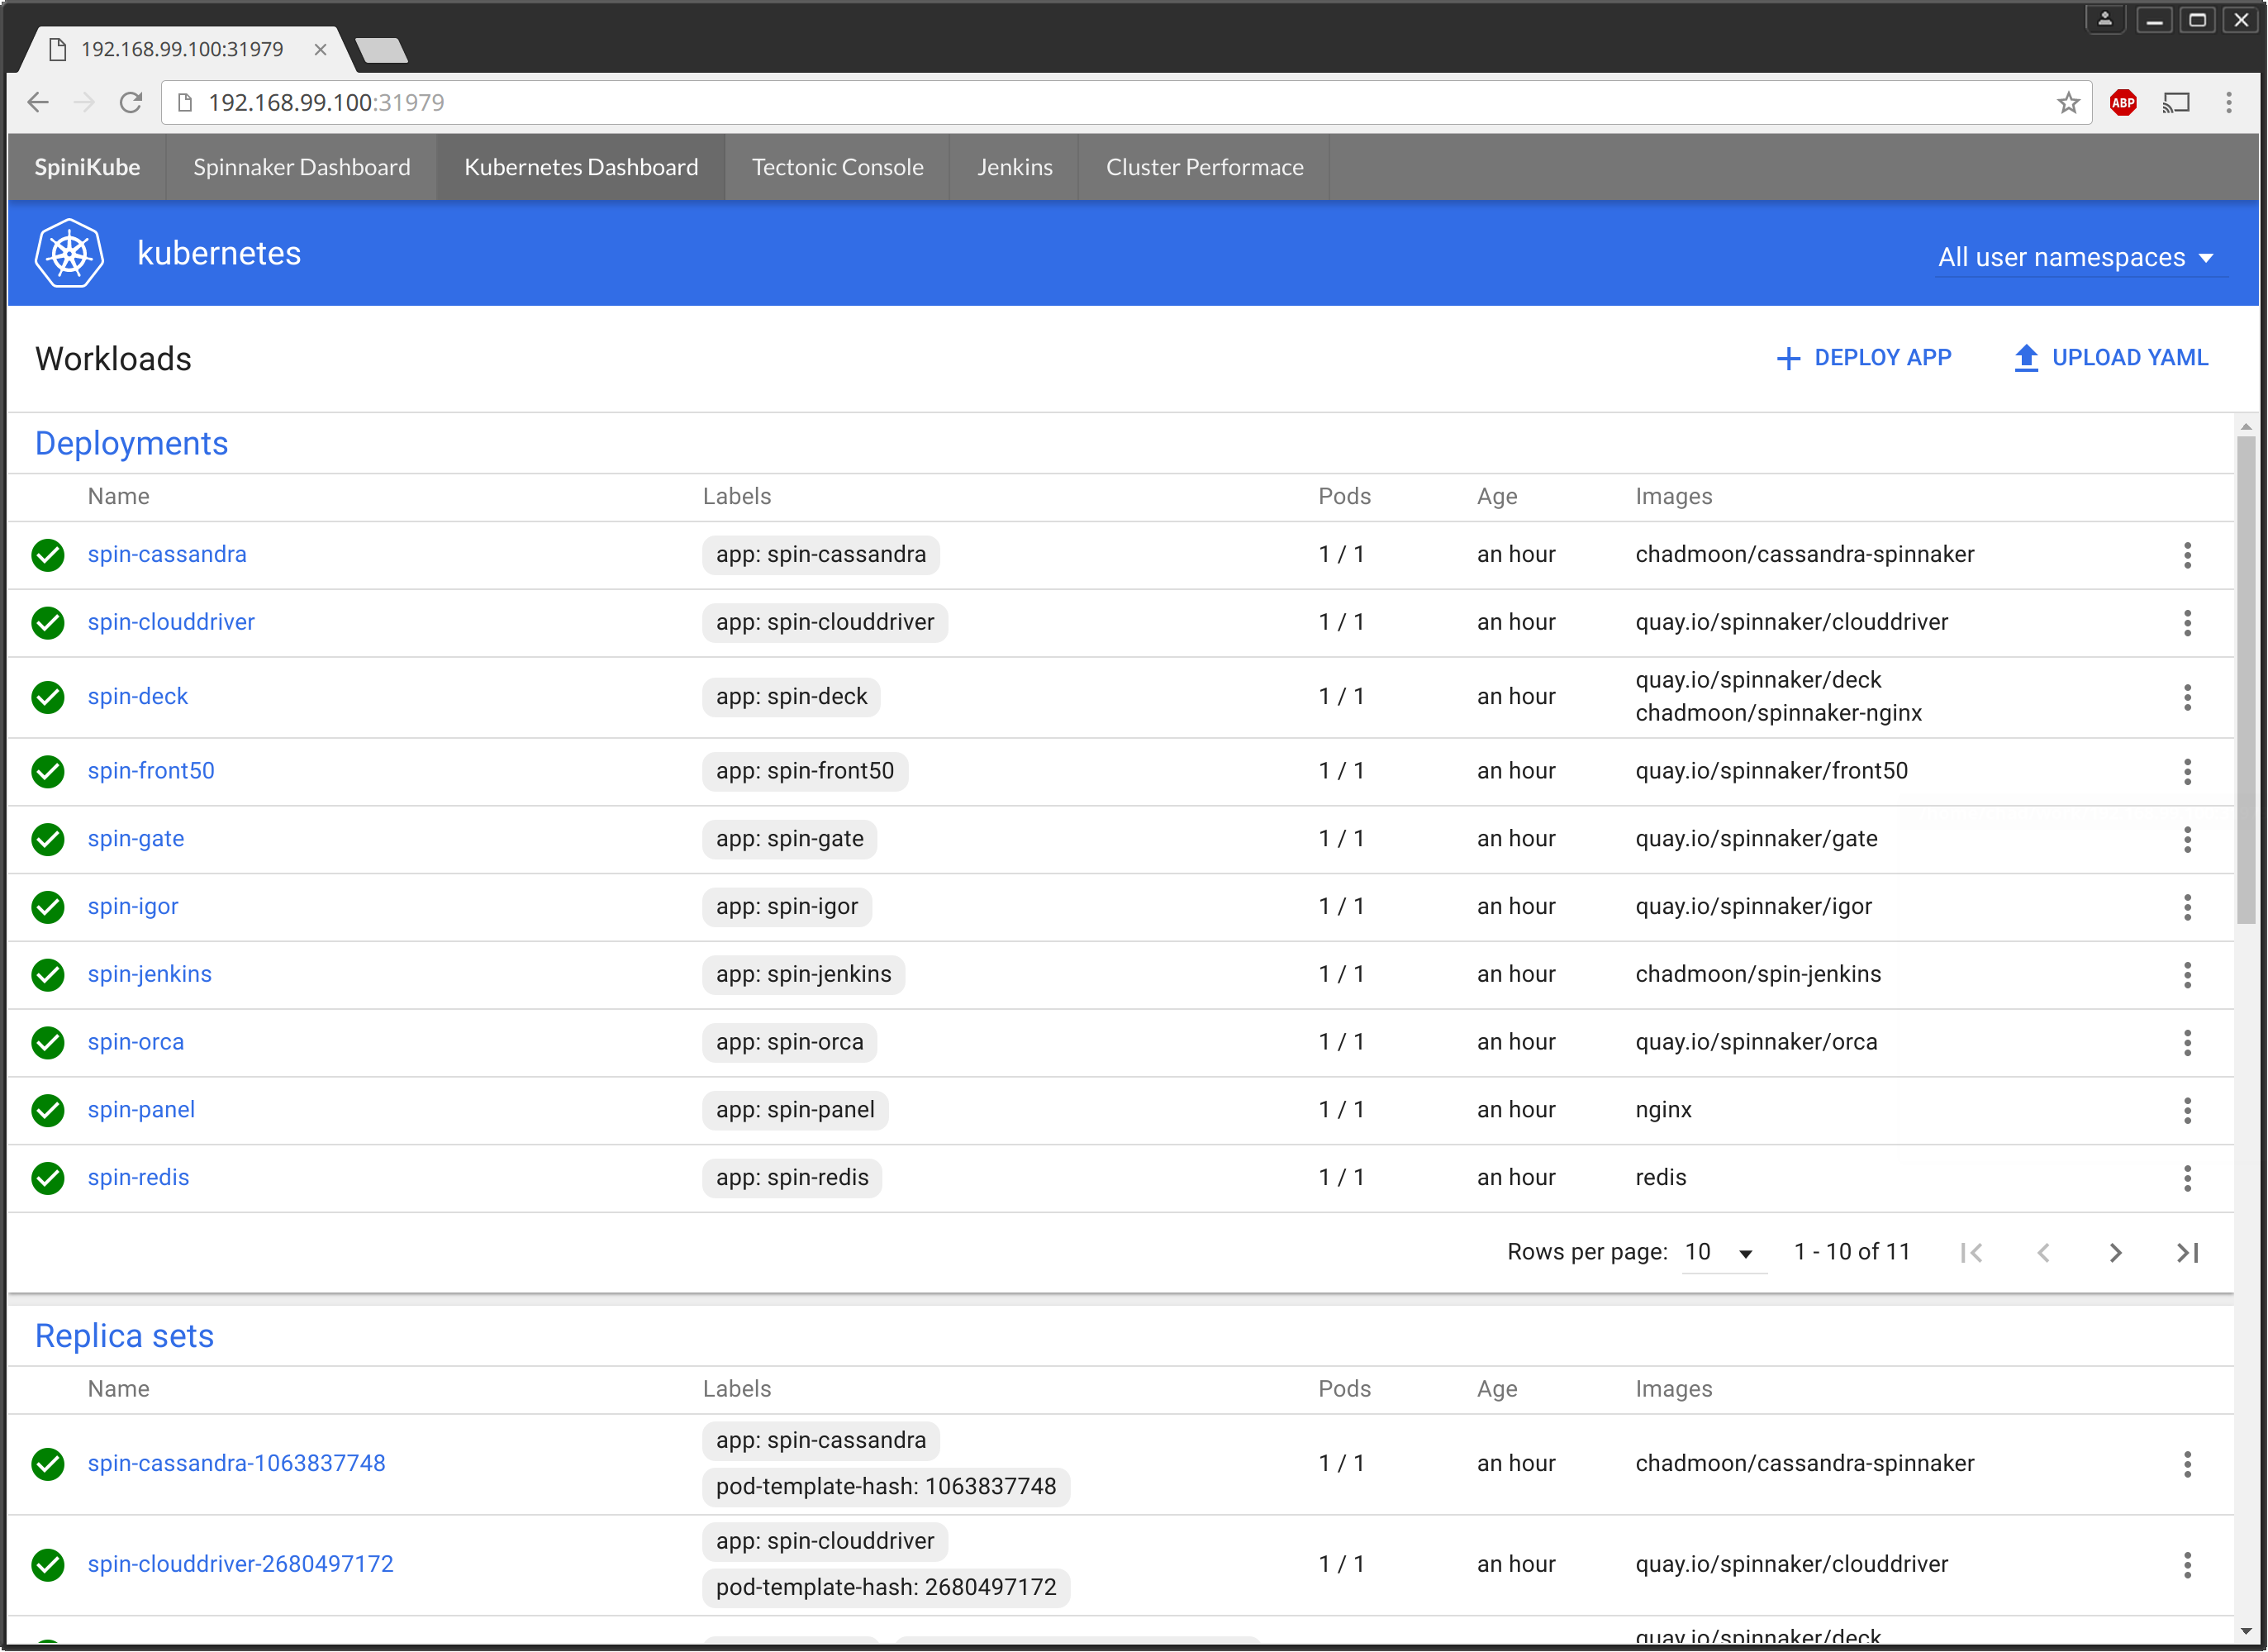 192.168.99.100:31979
192.168.99.100:31979
ABP
SpiniKube Spinnaker Dashboard Kubernetes Dashboard Tectonic Console Jenkins Cluster Performace
kubernetes All user namespaces
Workloads DEPLOY APP UPLOAD YAML
Deployments
Name Labels Pods Age Images
spin-cassandra app: spin-cassandra 1 / 1 an hour chadmoon/cassandra-spinnaker
spin-clouddriver app: spin-clouddriver 1 / 1 an hour quay.io/spinnaker/clouddriver
spin-deck app: spin-deck 1 / 1 an hour quay.io/spinnaker/deck
chadmoon/spinnaker-nginx
spin-front50 app: spin-front50 1 / 1 an hour quay.io/spinnaker/front50
spin-gate app: spin-gate 1 / 1 an hour quay.io/spinnaker/gate
spin-igor app: spin-igor 1 / 1 an hour quay.io/spinnaker/igor
spin-jenkins app: spin-jenkins 1 / 1 an hour chadmoon/spin-jenkins
spin-orca app: spin-orca 1 / 1 an hour quay.io/spinnaker/orca
spin-panel app: spin-panel 1 / 1 an hour nginx
spin-redis app: spin-redis 1 / 1 an hour redis
Rows per page: 10 1 - 10 of 11
Replica sets
Name Labels Pods Age Images
spin-cassandra-1063837748 app: spin-cassandra 1 / 1 an hour chadmoon/cassandra-spinnaker
pod-template-hash: 1063837748
spin-clouddriver-2680497172 app: spin-clouddriver 1 / 1 an hour quay.io/spinnaker/clouddriver
pod-template-hash: 2680497172
quay.io/spinnaker/deck